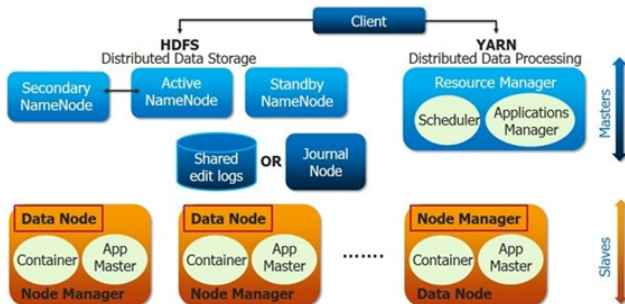 Client
HDFS
Distributed Data Storage
YARN
Distributed Data Processing
Secondary
NameNode
Active
NameNode
Standby
NameNode
Resource Manager
Scheduler
Applications
Manager
Masters
Shared
edit logs
OR
Journal
Node
Data Node
Container
App
Master
Node Manager
Data Node
Container
App
Master
Node Manager
.......
Node Manager
Container
App
Master
Data Node
Slaves